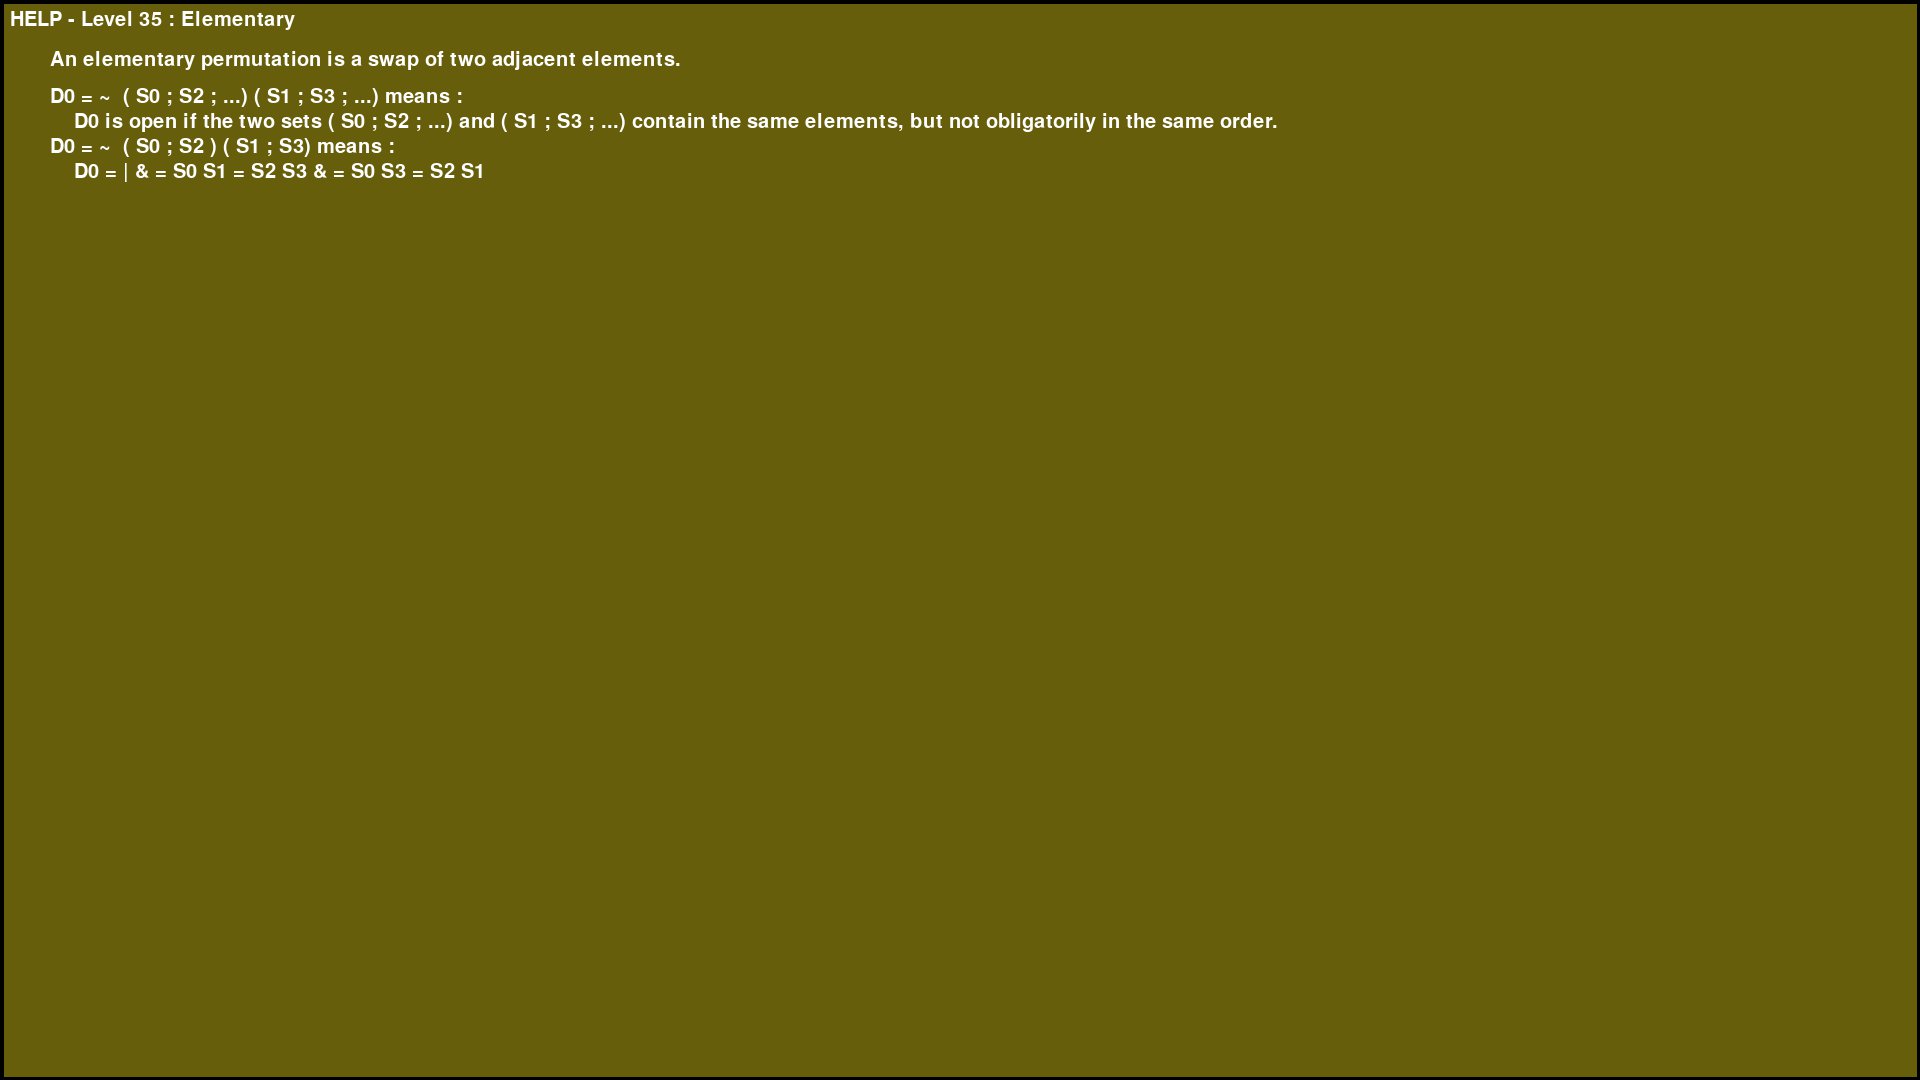 HELP - Level 35 : Elementary
An elementary permutation is a swap of two adjacent elements.
D0 = ~ ( S0 ; S2 ; ...) ( S1 ; S3 ; ...) means :
D0 is open if the two sets ( S0 ; S2 ; ...) and ( S1 ; S3 ; ...) contain the same elements, but not obligatorily in the same order.
D0 = ~ ( S0 ; S2 ) ( S1 ; S3) means :
D0 = | & = S0 S1 = S2 S3 & = S0 S3 = S2 S1